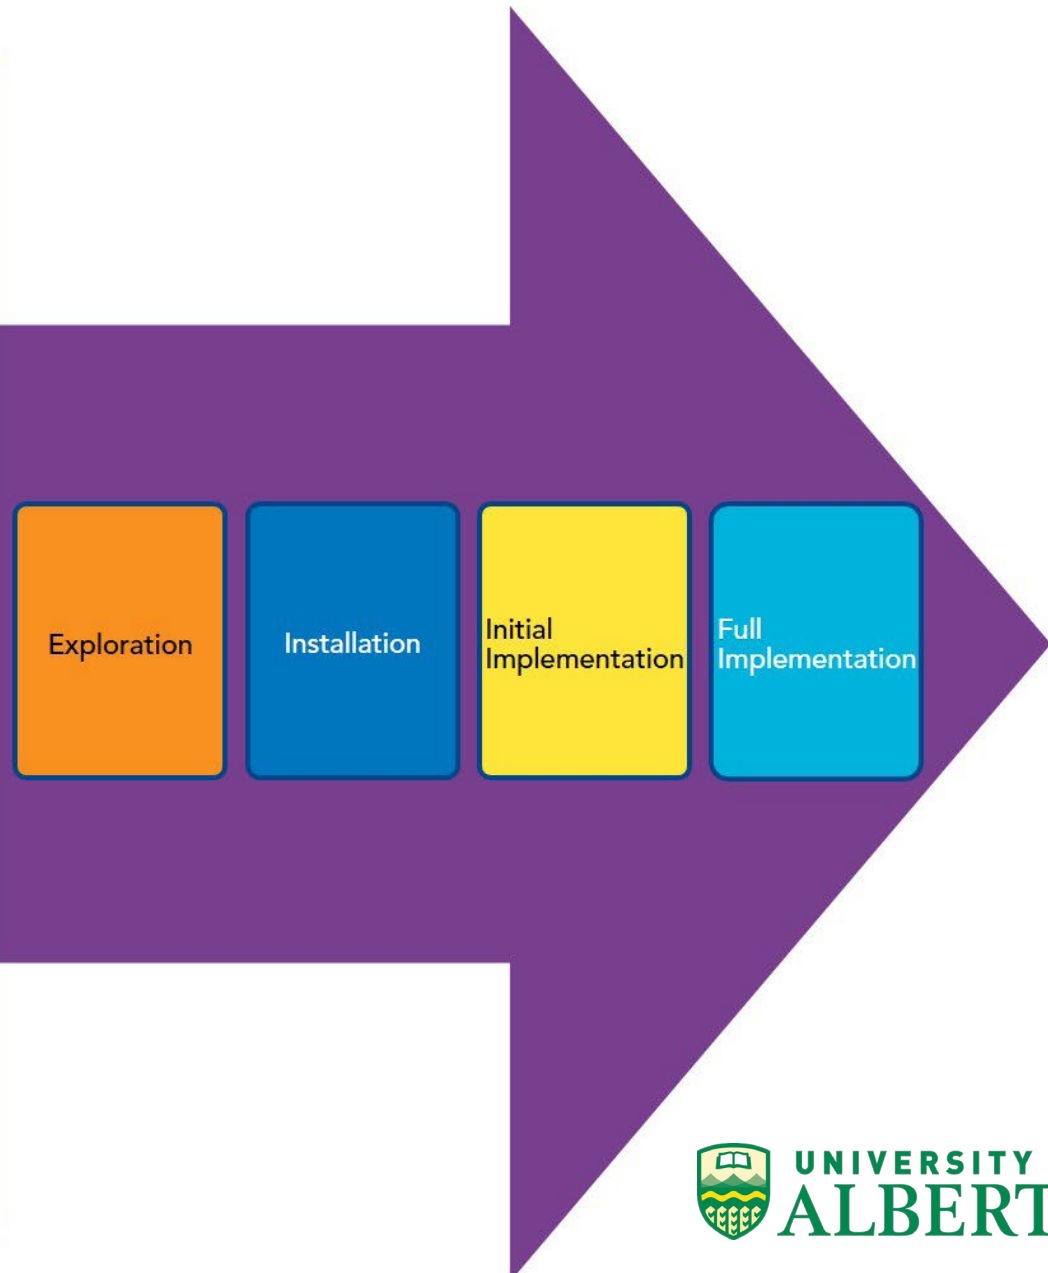 Exploration
Installation
Initial
Implementation
Full
Implementation
UNIVERSITY
ALBERT